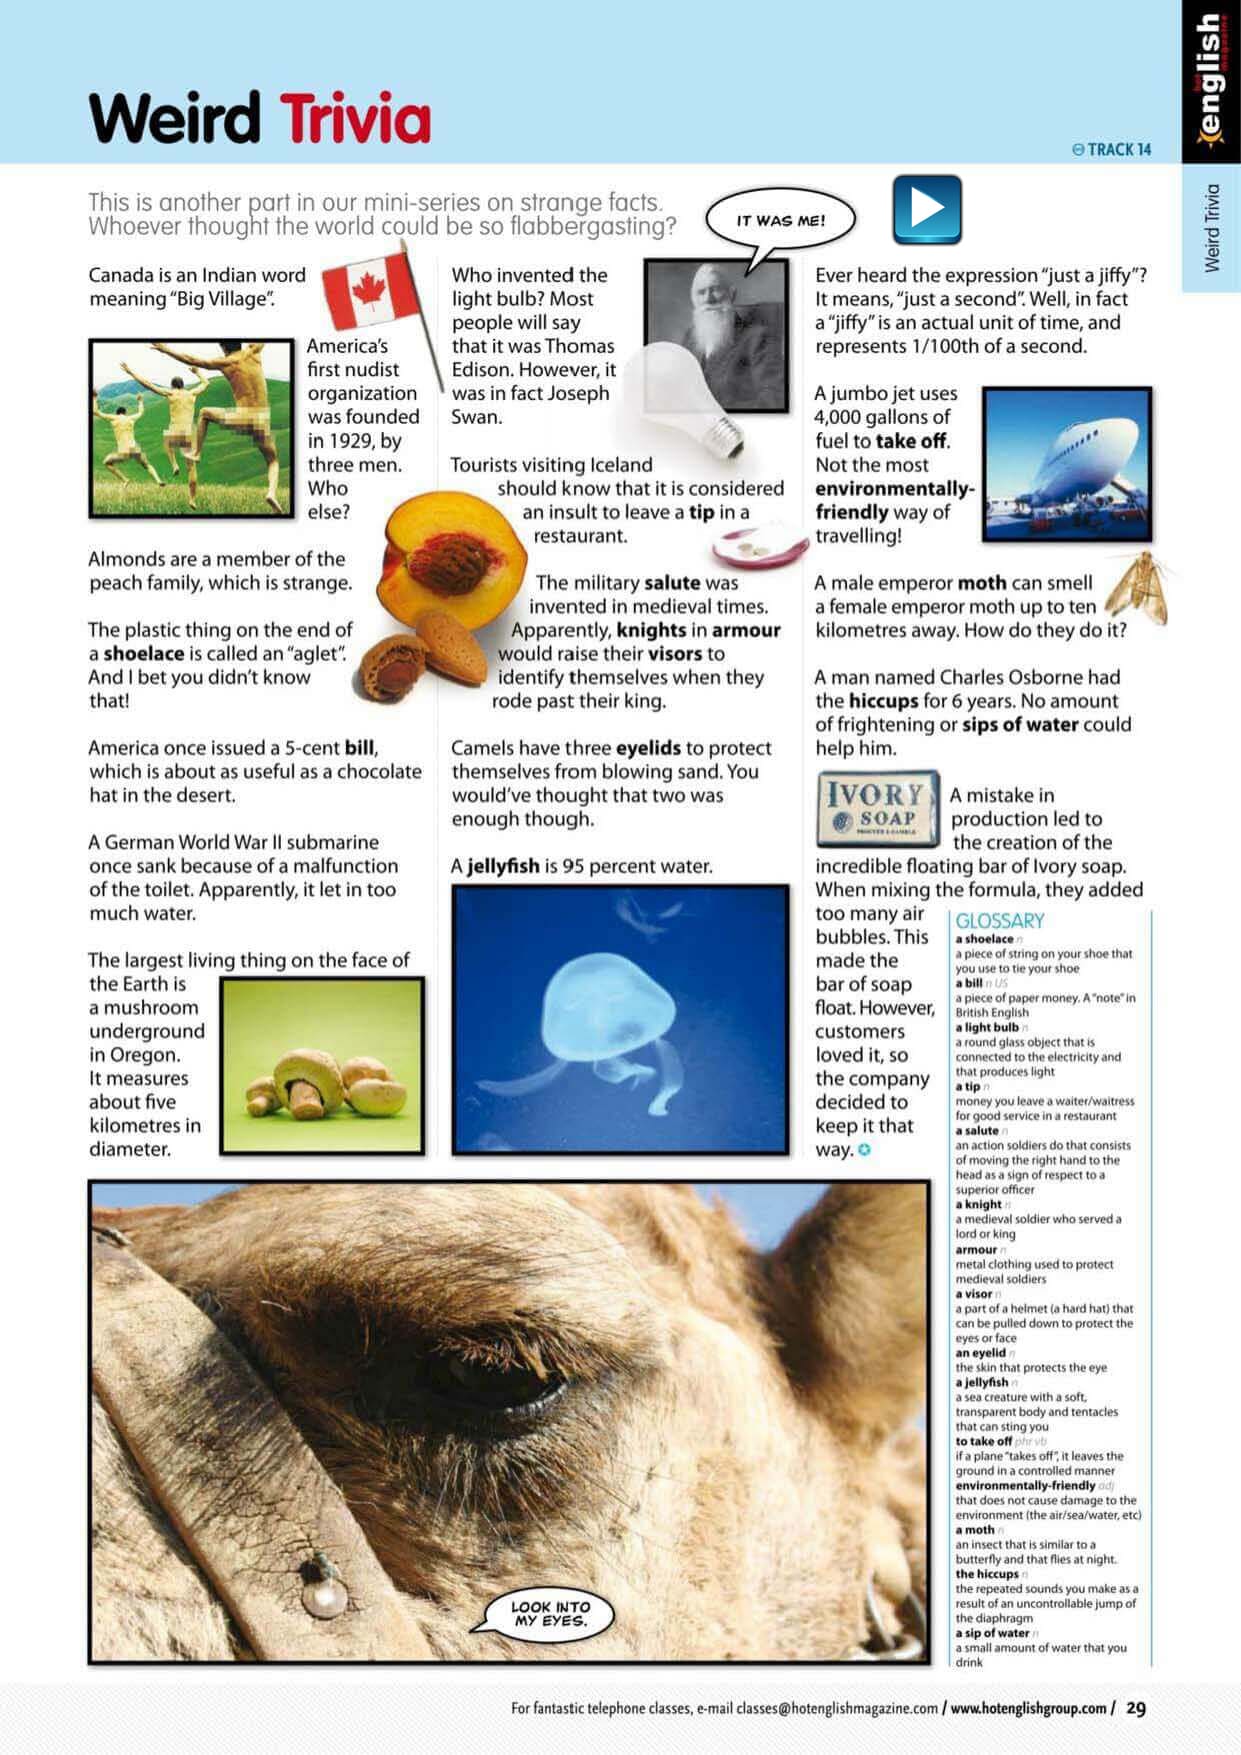 hot
english
magazine
Weird Trivia
TRACK 14
Weird Trivia
This is another part in our mini-series on strange facts.
Whoever thought the world could be so flabbergasting?
IT WAS ME!
Canada is an Indian word
meaning “Big Village”.
America’s
first nudist
organization
was founded
in 1929, by
three men.
Who
else?
Almonds are a member of the
peach family, which is strange.
The plastic thing on the end of
a shoelace is called an “aglet”.
And I bet you didn’t know
that!
America once issued a 5-cent bill,
which is about as useful as a chocolate
hat in the desert.
A German World War II submarine
once sank because of a malfunction
of the toilet. Apparently, it let in too
much water.
The largest living thing on the face of
the Earth is
a mushroom
underground
in Oregon.
It measures
about five
kilometres in
diameter.
Who invented the
light bulb? Most
people will say
that it was Thomas
Edison. However, it
was in fact Joseph
Swan.
Tourists visiting Iceland
should know that it is considered
an insult to leave a tip in a
restaurant.
The military salute was
invented in medieval times.
Apparently, knights in armour
would raise their visors to
identify themselves when they
rode past their king.
Camels have three eyelids to protect
themselves from blowing sand. You
would’ve thought that two was
enough though.
A jellyfish is 95 percent water.
Ever heard the expression “just a jiffy”?
It means, “just a second”. Well, in fact
a “jiffy” is an actual unit of time, and
represents 1/100th of a second.
A jumbo jet uses
4,000 gallons of
fuel to take off.
Not the most
environmentally-
friendly way of
travelling!
A male emperor moth can smell
a female emperor moth up to ten
kilometres away. How do they do it?
A man named Charles Osborne had
the hiccups for 6 years. No amount
of frightening or sips of water could
help him.
IVORY
SOAP
PROCTER & GAMBLE
A mistake in
production led to
the creation of the
incredible floating bar of Ivory soap.
When mixing the formula, they added
too many air
bubbles. This
made the
bar of soap
float. However,
customers
loved it, so
the company
decided to
keep it that
way.
GLOSSARY
a shoelace n
a piece of string on your shoe that
you use to tie your shoe
a bill n US
a piece of paper money. A “note” in
British English
a light bulb n
a round glass object that is
connected to the electricity and
that produces light
a tip n
money you leave a waiter/waitress
for good service in a restaurant
a salute n
an action soldiers do that consists
of moving the right hand to the
head as a sign of respect to a
superior officer
a knight n
a medieval soldier who served a
lord or king
armour n
metal clothing used to protect
medieval soldiers
a visor n
a part of a helmet (a hard hat) that
can be pulled down to protect the
eyes or face
an eyelid n
the skin that protects the eye
a jellyfish n
a sea creature with a soft,
transparent body and tentacles
that can sting you
to take off phr vb
if a plane “takes off”, it leaves the
ground in a controlled manner
environmentally-friendly adj
that does not cause damage to the
environment (the air/sea/water, etc)
a moth n
an insect that is similar to a
butterfly and that flies at night.
the hiccups n
the repeated sounds you make as a
result of an uncontrollable jump of
the diaphragm
a sip of water n
a small amount of water that you
drink
LOOK INTO
MY EYES.
For fantastic telephone classes, e-mail classes@hotenglishmagazine.com / www.hotenglishgroup.com / 29